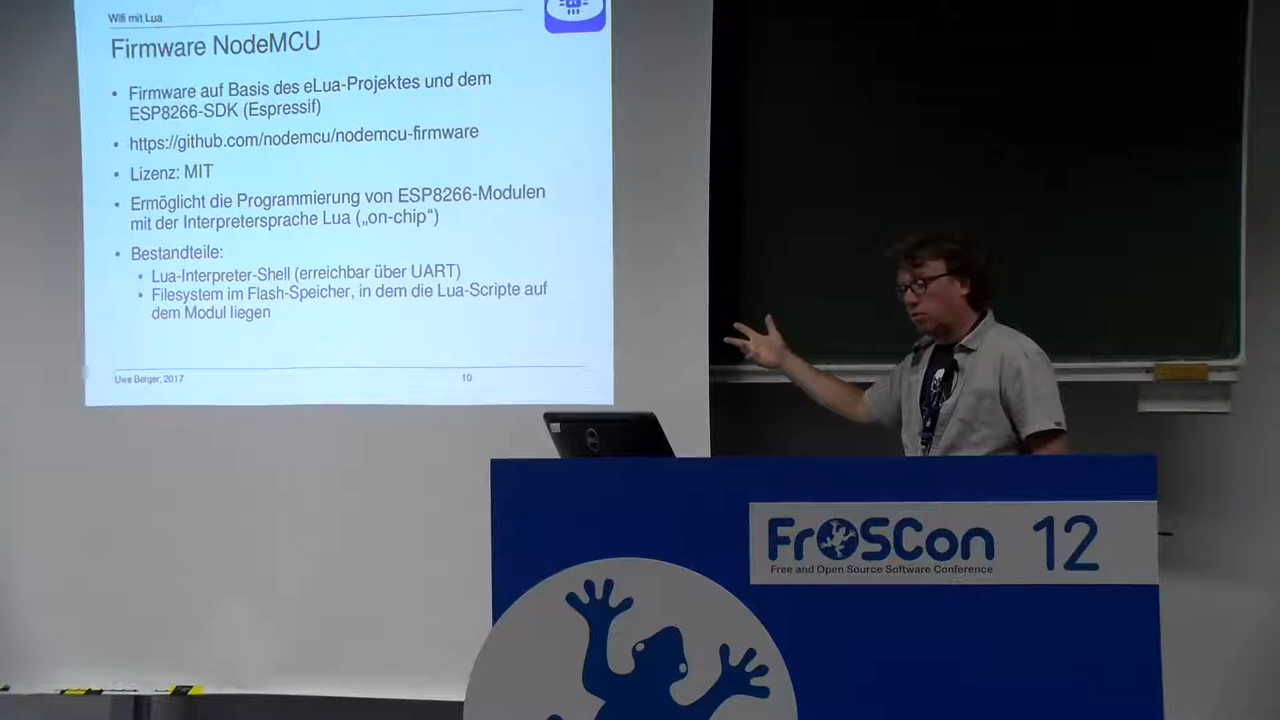 Wifi mit Lua
Firmware NodeMCU
• Firmware auf Basis des eLua-Projektes und dem
ESP8266-SDK (Espressif)
• https://github.com/nodemcu/nodemcu-firmware
• Lizenz: MIT
• Ermöglicht die Programmierung von ESP8266-Modulen
mit der Interpretersprache Lua („on-chip“)
• Bestandteile:
• Lua-Interpreter-Shell (erreichbar über UART)
• Filesystem im Flash-Speicher, in dem die Lua-Scripte auf
dem Modul liegen
Uwe Berger, 2017
10
FrOSCon 12
Free and Open Source Software Conference